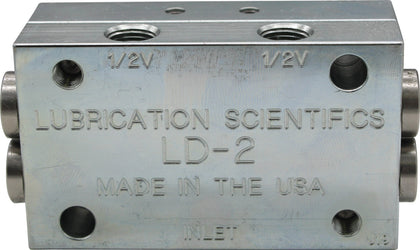 1/2V 1/2V
LUBRICATION SCIENTIFICS
LD-2
MADE IN THE USA
INLET